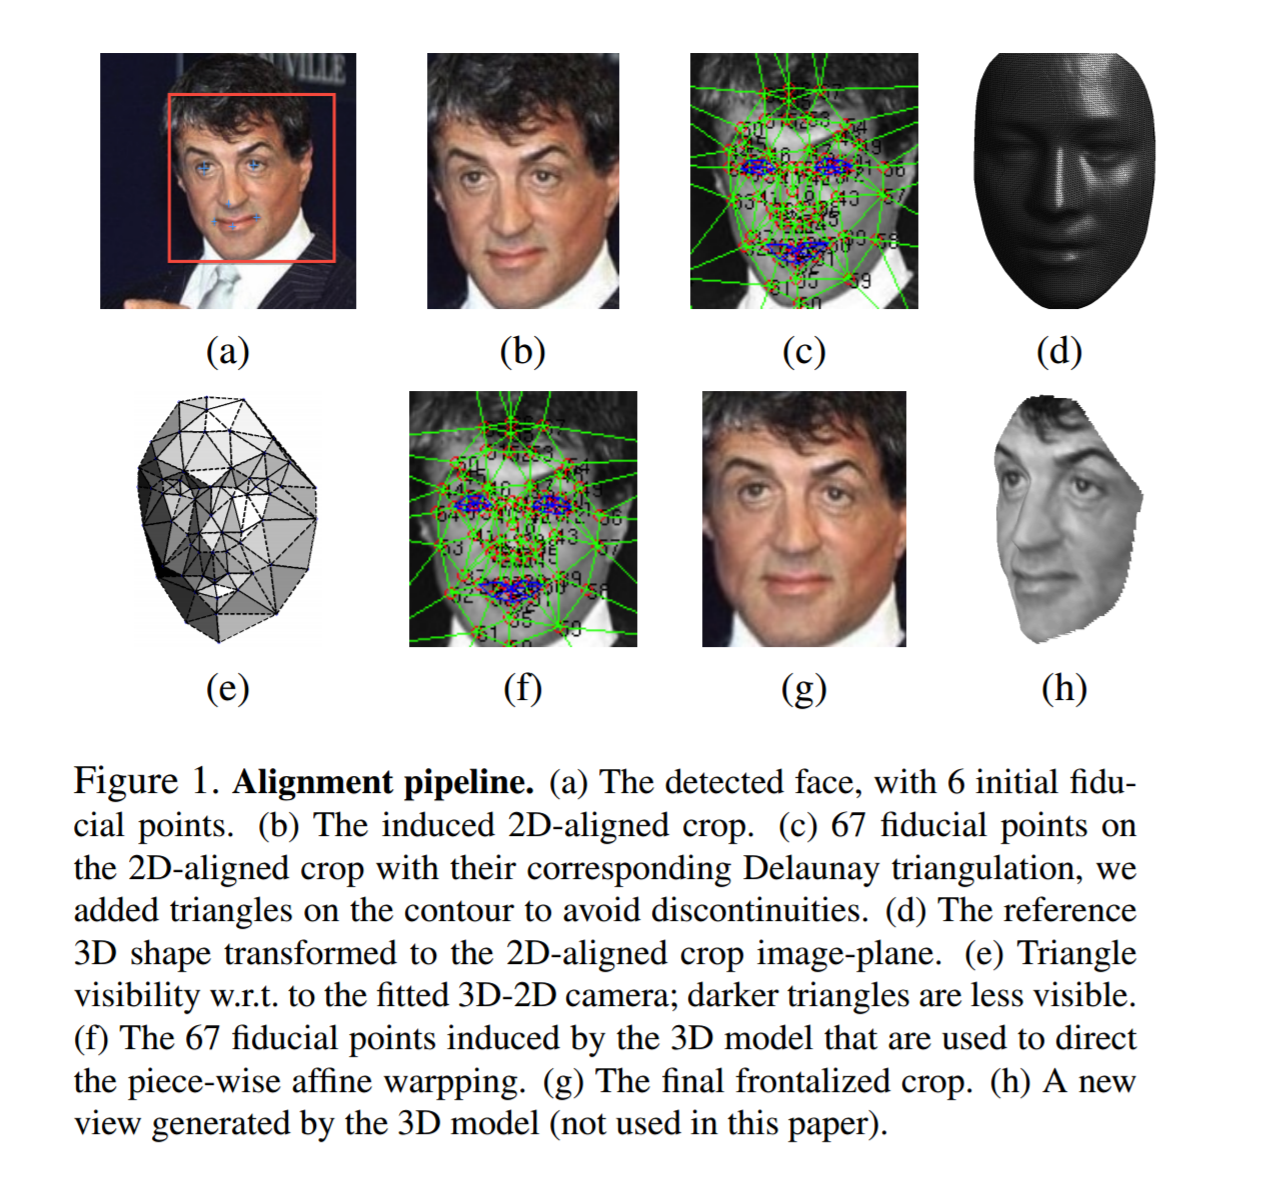 (a)
(b)
(c)
(d)
(e)
(f)
(g)
(h)
Figure 1. Alignment pipeline. (a) The detected face, with 6 initial fidu-
cial points. (b) The induced 2D-aligned crop. (c) 67 fiducial points on
the 2D-aligned crop with their corresponding Delaunay triangulation, we
added triangles on the contour to avoid discontinuities. (d) The reference
3D shape transformed to the 2D-aligned crop image-plane. (e) Triangle
visibility w.r.t. to the fitted 3D-2D camera; darker triangles are less visible.
(f) The 67 fiducial points induced by the 3D model that are used to direct
the piece-wise affine warpping. (g) The final frontalized crop. (h) A new
view generated by the 3D model (not used in this paper).